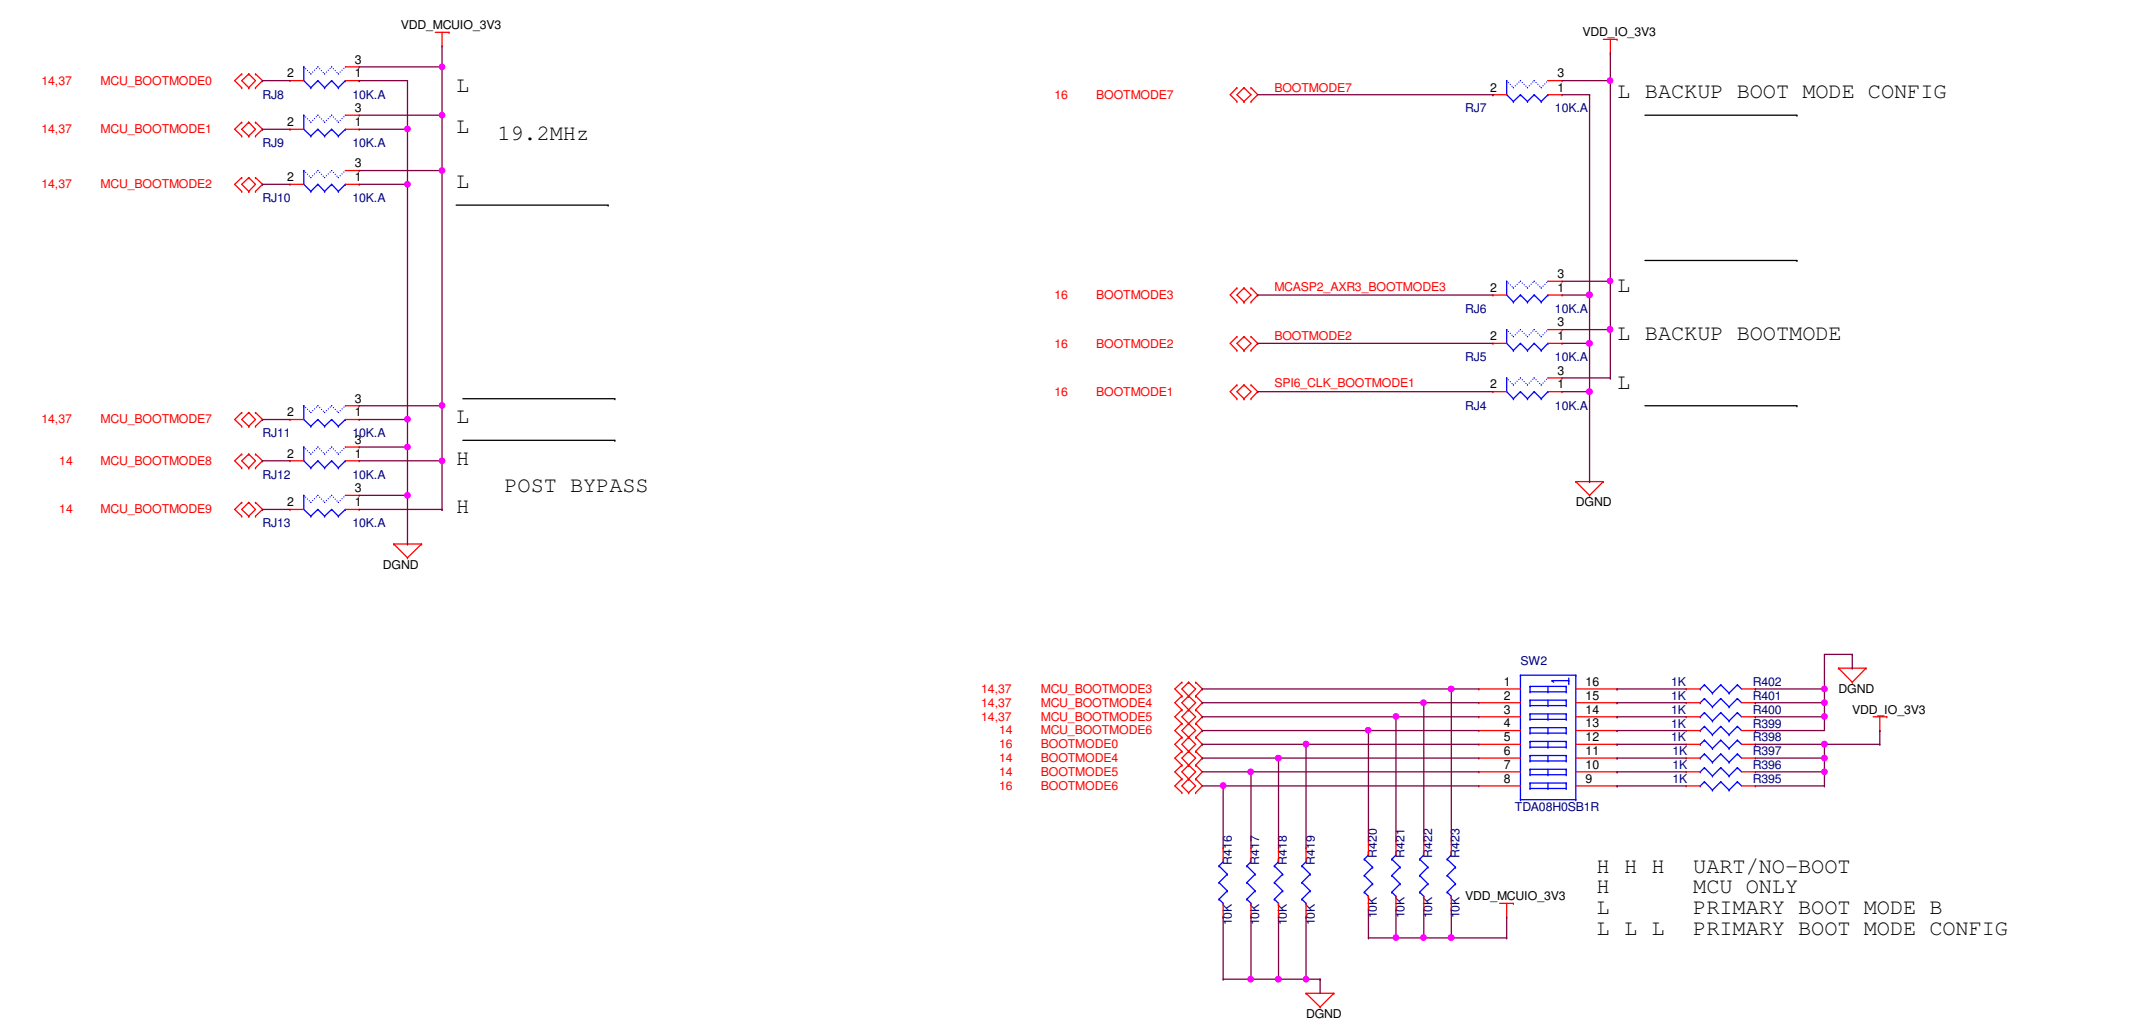 VDD_MCUIO_3V3
14,37 MCU_BOOTMODE0 2 3 1 RJ8 10K.A L
14,37 MCU_BOOTMODE1 2 3 1 RJ9 10K.A L
19.2MHz
14,37 MCU_BOOTMODE2 2 3 1 RJ10 10K.A L
14,37 MCU_BOOTMODE7 2 3 1 RJ11 10K.A L
14 MCU_BOOTMODE8 2 3 1 RJ12 10K.A H
POST BYPASS
14 MCU_BOOTMODE9 2 3 1 RJ13 10K.A H
DGND
VDD_IO_3V3
16 BOOTMODE7 BOOTMODE7 2 3 1 RJ7 10K.A L BACKUP BOOT MODE CONFIG
16 BOOTMODE3 MCASP2_AXR3_BOOTMODE3 2 3 1 RJ6 10K.A L
16 BOOTMODE2 BOOTMODE2 2 3 1 RJ5 10K.A L BACKUP BOOTMODE
16 BOOTMODE1 SPI6_CLK_BOOTMODE1 2 3 1 RJ4 10K.A L
DGND
SW2
14,37 MCU_BOOTMODE3 1 16 1K R402
14,37 MCU_BOOTMODE4 2 15 1K R401
14,37 MCU_BOOTMODE5 3 14 1K R400
14 MCU_BOOTMODE6 4 13 1K R399
16 BOOTMODE0 5 12 1K R398
14 BOOTMODE4 6 11 1K R397
14 BOOTMODE5 7 10 1K R396
16 BOOTMODE6 8 9 1K R395
DGND
VDD_IO_3V3
TDA08H0SB1R
R416 R417 R418 R419 R420 R421 R422 R423
10K 10K 10K 10K 10K 10K 10K 10K
VDD_MCUIO_3V3
DGND
H H H UART/NO-BOOT
H MCU ONLY
L PRIMARY BOOT MODE B
L L L PRIMARY BOOT MODE CONFIG